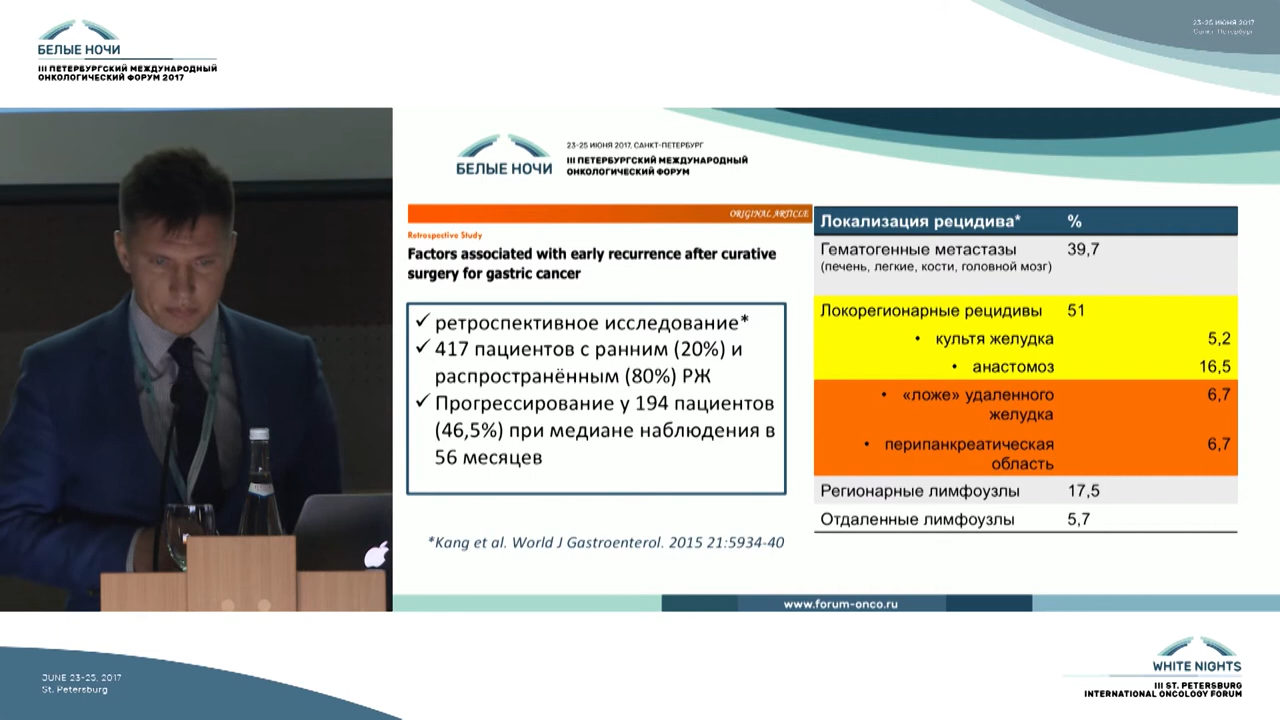 БЕЛЫЕ НОЧИ
III ПЕТЕРБУРГСКИЙ МЕЖДУНАРОДНЫЙ
ОНКОЛОГИЧЕСКИЙ ФОРУМ 2017
23-25 ИЮНЯ 2017
Санкт-Петербург
БЕЛЫЕ НОЧИ
23-25 ИЮНЯ 2017, САНКТ-ПЕТЕРБУРГ
III ПЕТЕРБУРГСКИЙ МЕЖДУНАРОДНЫЙ
ОНКОЛОГИЧЕСКИЙ ФОРУМ
ORIGINAL ARTICLE
Retrospective Study
Factors associated with early recurrence after curative
surgery for gastric cancer
✓ ретроспективное исследование*
✓ 417 пациентов с ранним (20%) и
распространённым (80%) РЖ
✓ Прогрессирование у 194 пациентов
(46,5%) при медиане наблюдения в
56 месяцев
*Kang et al. World J Gastroenterol. 2015 21:5934-40
Локализация рецидива* %
Гематогенные метастазы 39,7
(печень, легкие, кости, головной мозг)
Локорегионарные рецидивы 51
• культя желудка 5,2
• анастомоз 16,5
• «ложе» удаленного 6,7
желудка
• перипанкреатическая 6,7
область
Регионарные лимфоузлы 17,5
Отдаленные лимфоузлы 5,7
www.forum-onco.ru
JUNE 23-25, 2017
St. Petersburg
WHITE NIGHTS
III ST. PETERSBURG
INTERNATIONAL ONCOLOGY FORUM